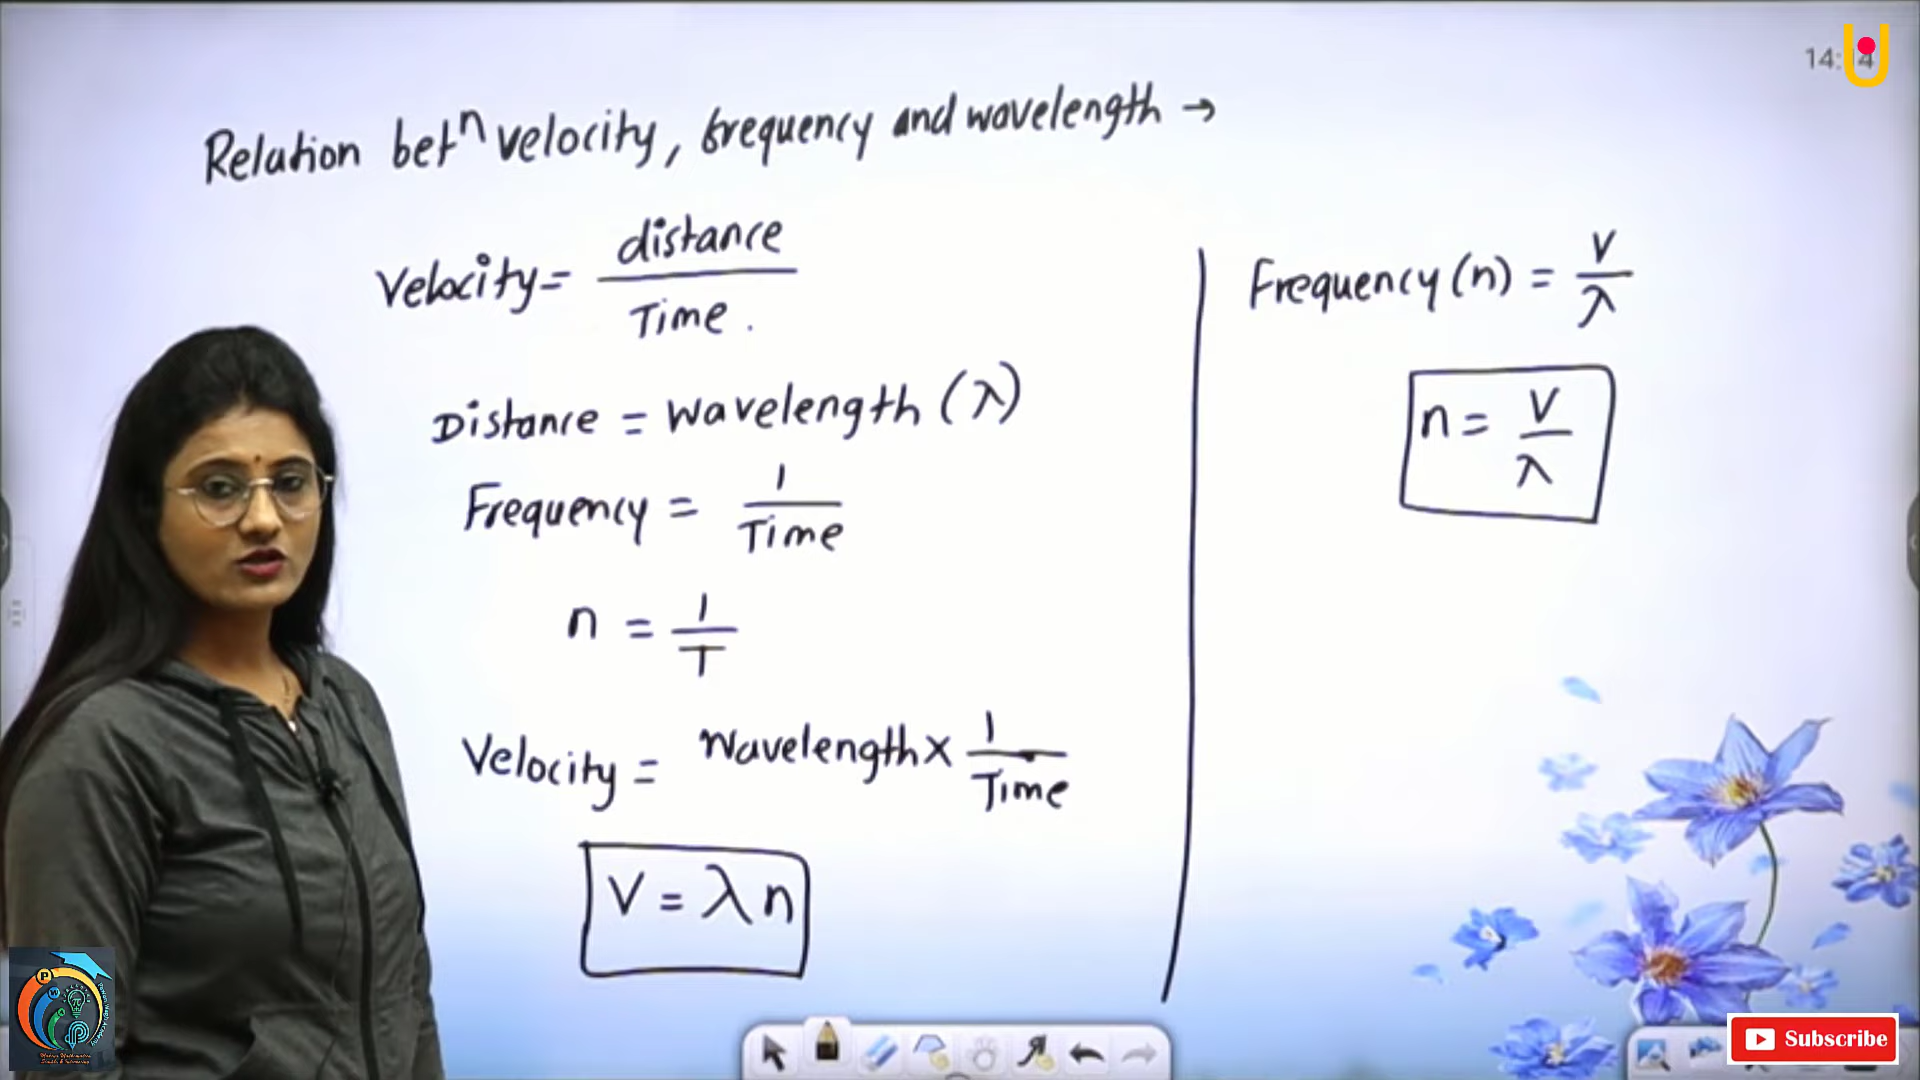 14:14
Relation betⁿ velocity, frequency and wavelength →
Velocity = distance / Time.
Distance = Wavelength (λ)
Frequency = 1 / Time
n = 1 / T
Velocity = Wavelength × 1 / Time
V = λ n
Frequency (n) = V / λ
n = V / λ
Subscribe